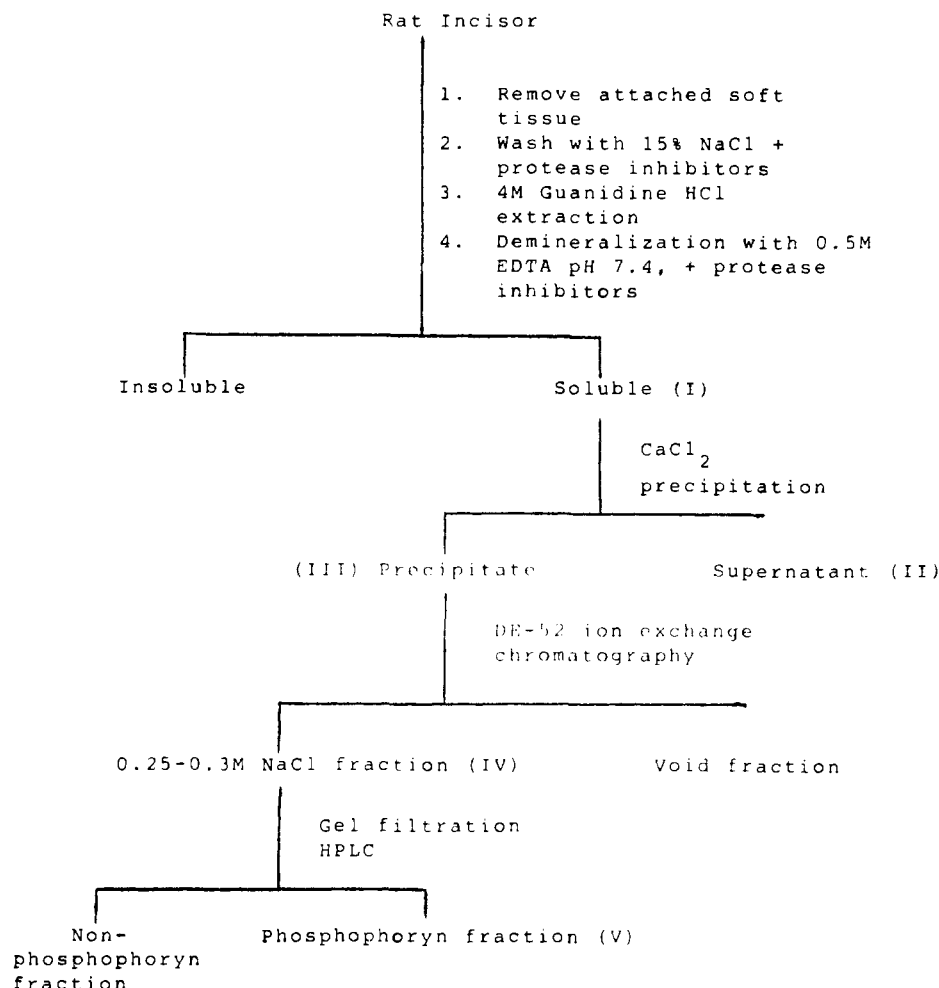 Rat Incisor
1. Remove attached soft
tissue
2. Wash with 15% NaCl +
protease inhibitors
3. 4M Guanidine HCl
extraction
4. Demineralization with 0.5M
EDTA pH 7.4, + protease
inhibitors
Insoluble
Soluble (I)
CaCl2
precipitation
(III) Precipitate
Supernatant (II)
DE-52 ion exchange
chromatography
0.25-0.3M NaCl fraction (IV)
Void fraction
Gel filtration
HPLC
Non-
phosphophoryn
fraction
Phosphophoryn fraction (V)